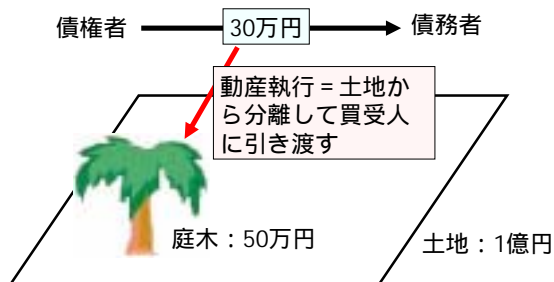 債権者
30万円
債務者
動産執行＝土地か
ら分離して買受人
に引き渡す
庭木：50万円
土地：1億円